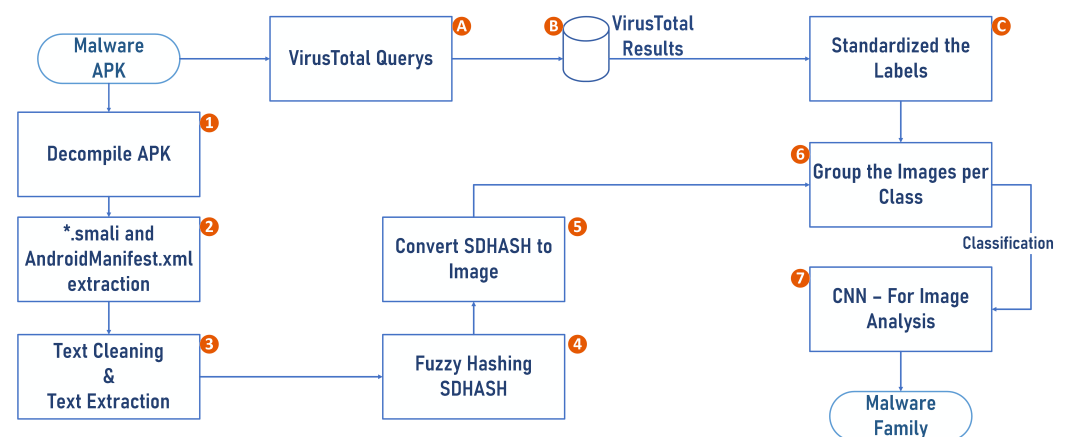 Malware
APK
A
VirusTotal Querys
B
VirusTotal
Results
C
Standardized the
Labels
1
Decompile APK
2
*.smali and
AndroidManifest.xml
extraction
3
Text Cleaning
&
Text Extraction
4
Fuzzy Hashing
SDHASH
5
Convert SDHASH to
Image
6
Group the Images per
Class
Classification
7
CNN – For Image
Analysis
Malware
Family